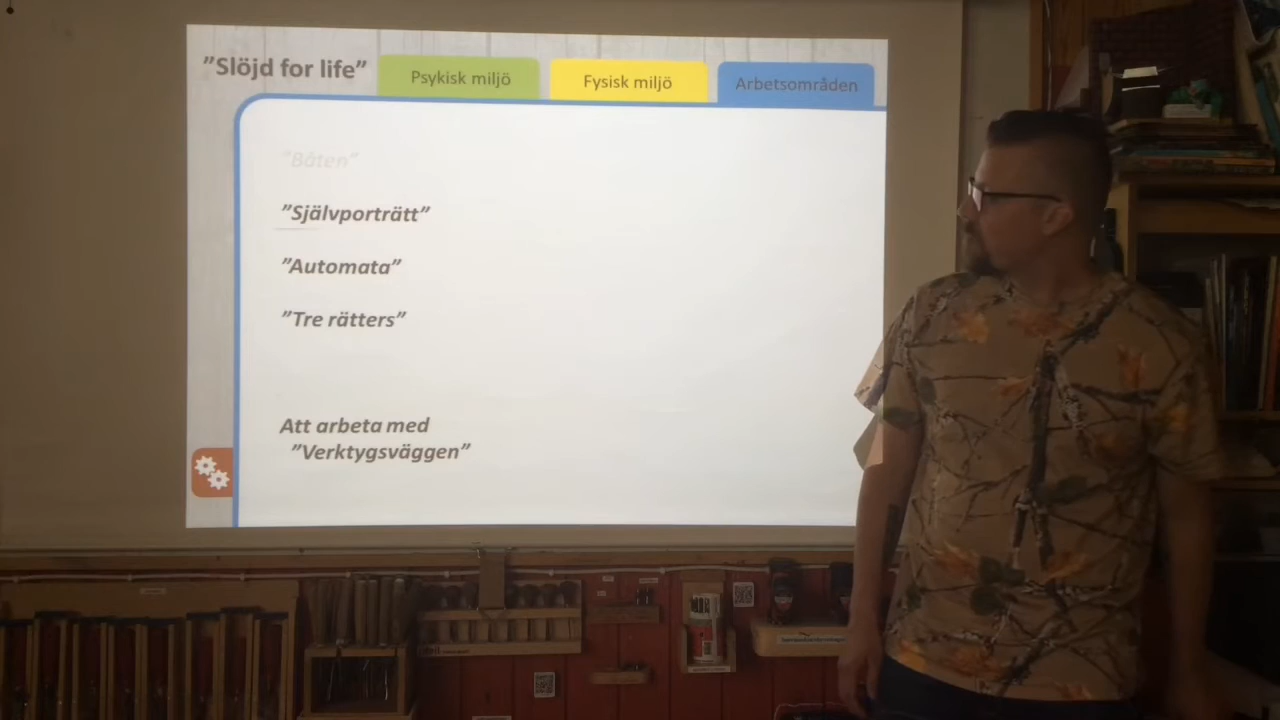 ”Slöjd for life”
Psykisk miljö
Fysisk miljö
Arbetsområden
”Båten”
”Självporträtt”
”Automata”
”Tre rätters”
Att arbeta med
”Verktygsväggen”